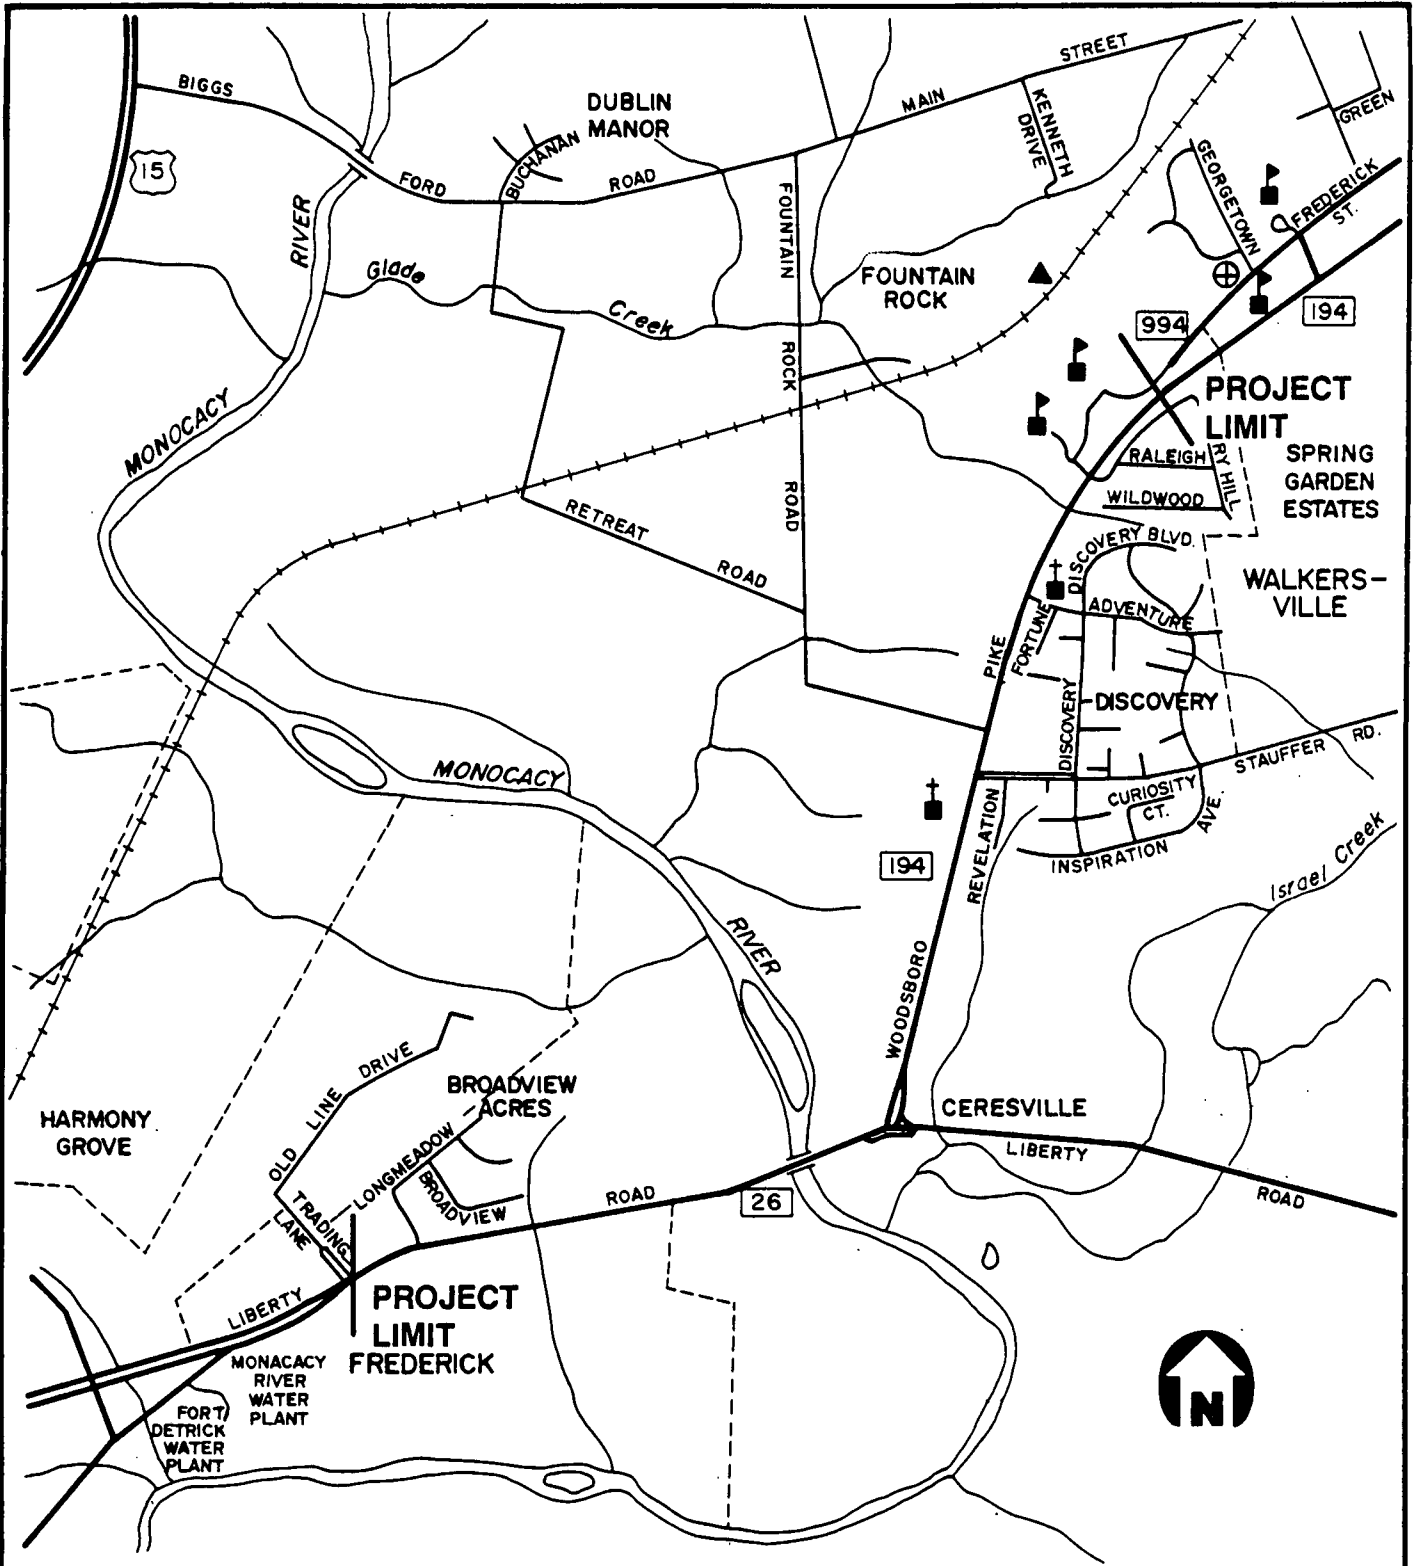 STREET
BIGGS
MAIN
DUBLIN
MANOR
KENNETH
DRIVE
GREEN
BUCHANAN
15
FORD
ROAD
GEORGETOWN
FREDERICK
ST.
RIVER
FOUNTAIN
Glade
FOUNTAIN
ROCK
Creek
994
194
ROCK
PROJECT
LIMIT
MONOCACY
RALEIGH
RY HILL
SPRING
GARDEN
ESTATES
WILDWOOD
ROAD
RETREAT
ROAD
DISCOVERY BLVD.
WALKERS-
VILLE
ADVENTURE
FORTUNE
PIKE
DISCOVERY
DISCOVERY
STAUFFER RD.
MONOCACY
CURIOSITY
CT.
AVE.
REVELATION
INSPIRATION
194
Israel Creek
RIVER
WOODSBORO
OLD LINE DRIVE
BROADVIEW
ACRES
CERESVILLE
HARMONY
GROVE
LONGMEADOW
LIBERTY
ROAD
BROADVIEW
ROAD
26
TRADING
LANE
PROJECT
LIMIT
LIBERTY
FREDERICK
MONACACY
RIVER
WATER
PLANT
FORT
DETRICK
WATER
PLANT
N